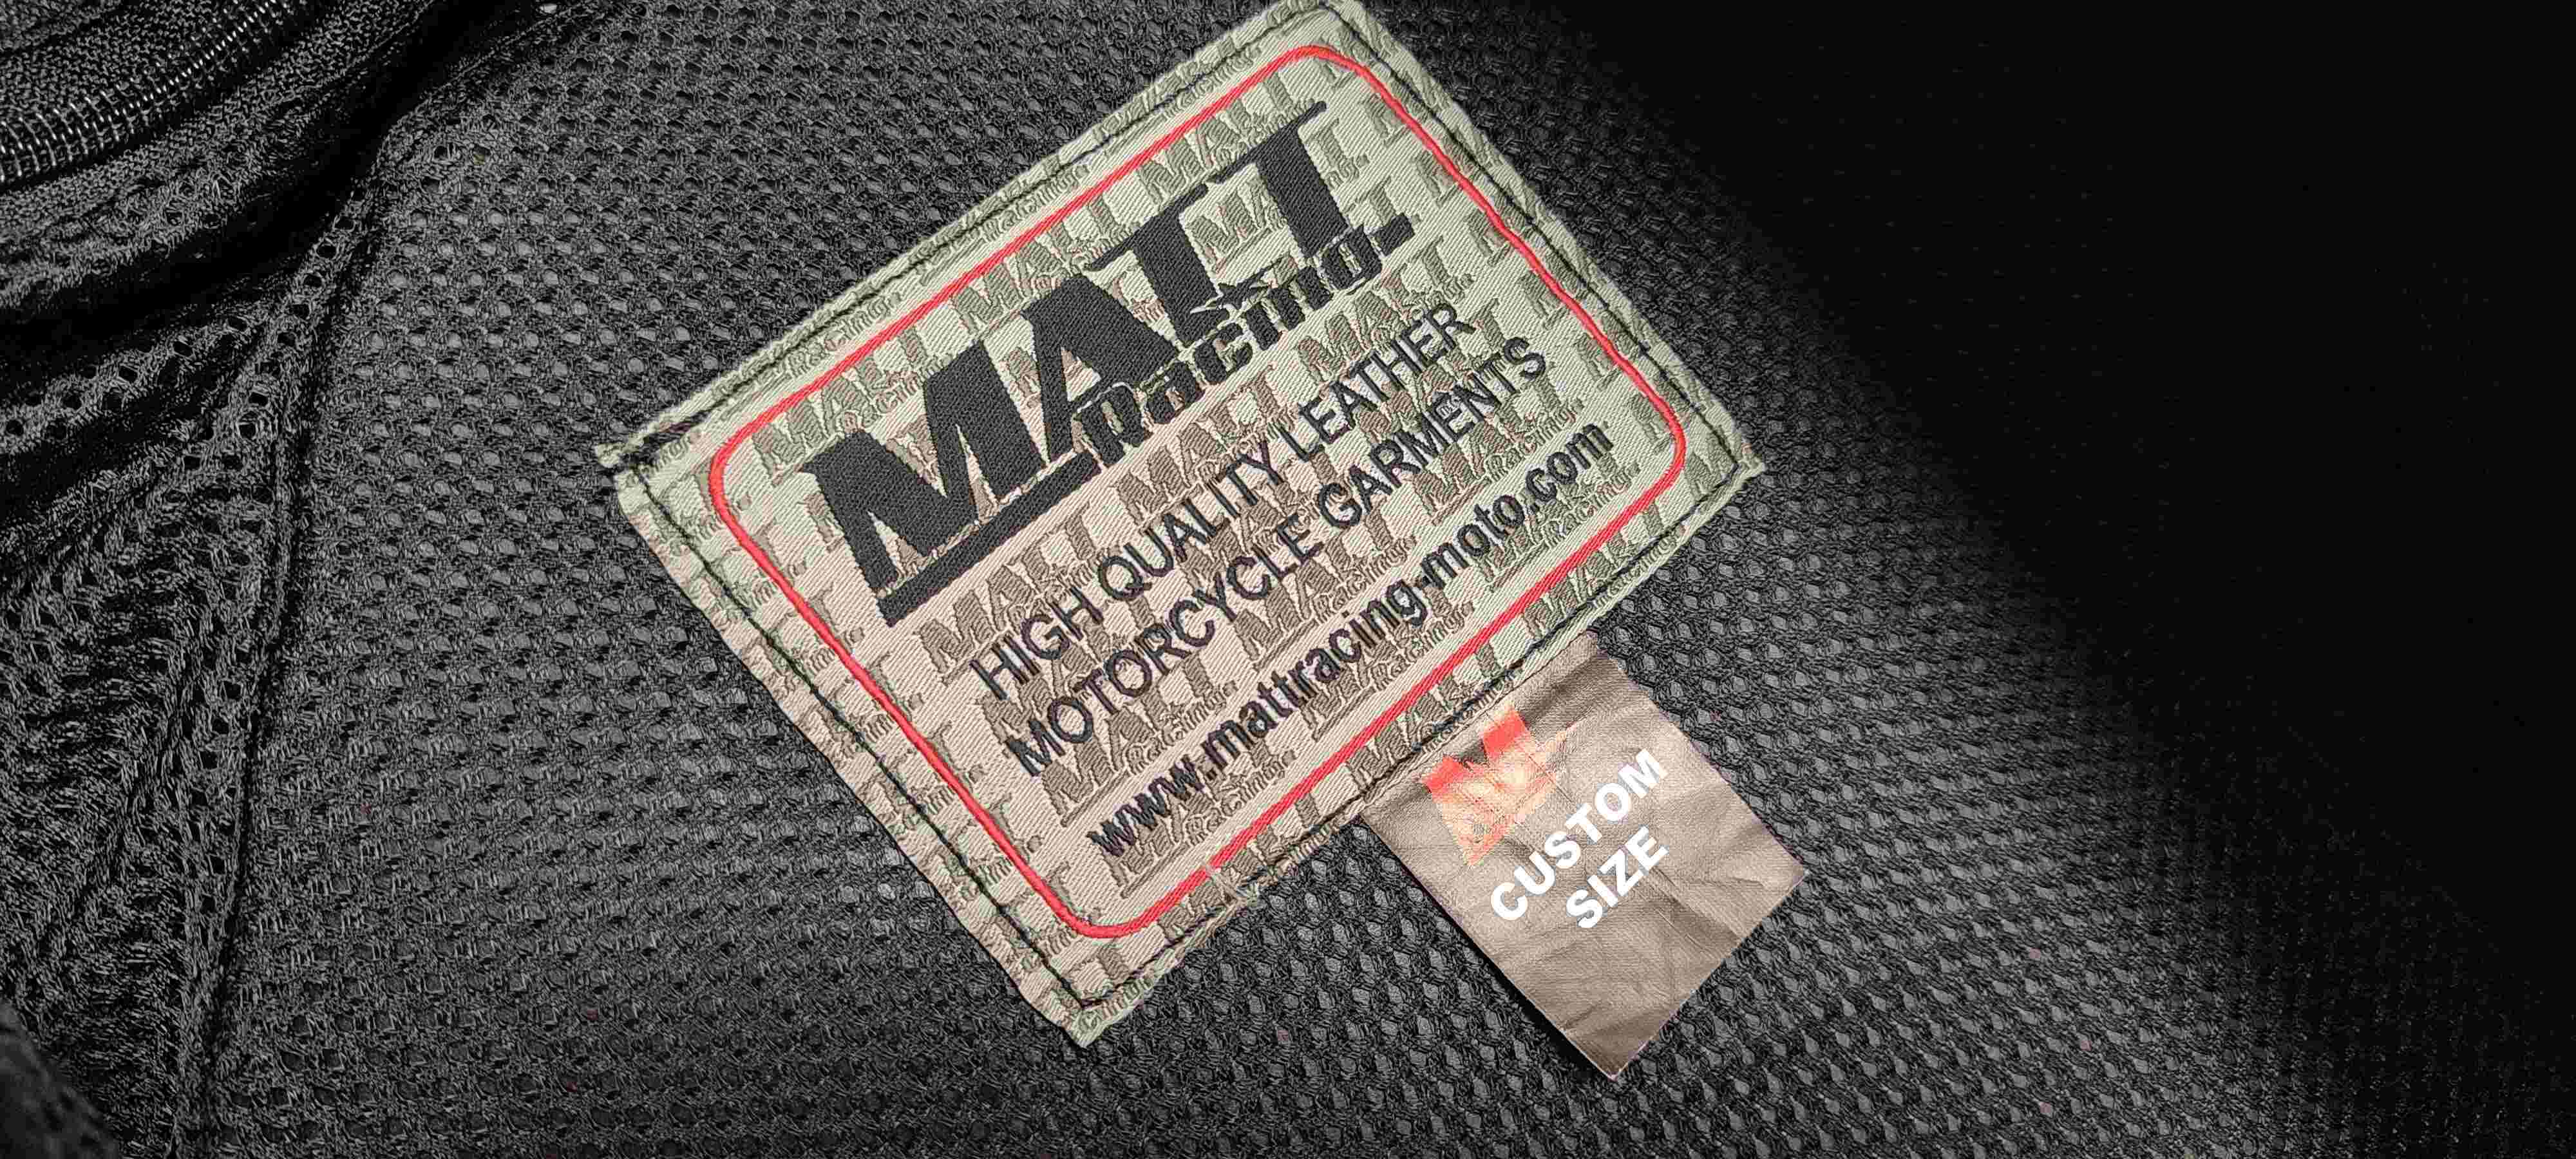 MATT
Racing
HIGH QUALITY LEATHER
MOTORCYCLE GARMENTS
www.mattracing-moto.com
M
CUSTOM
SIZE